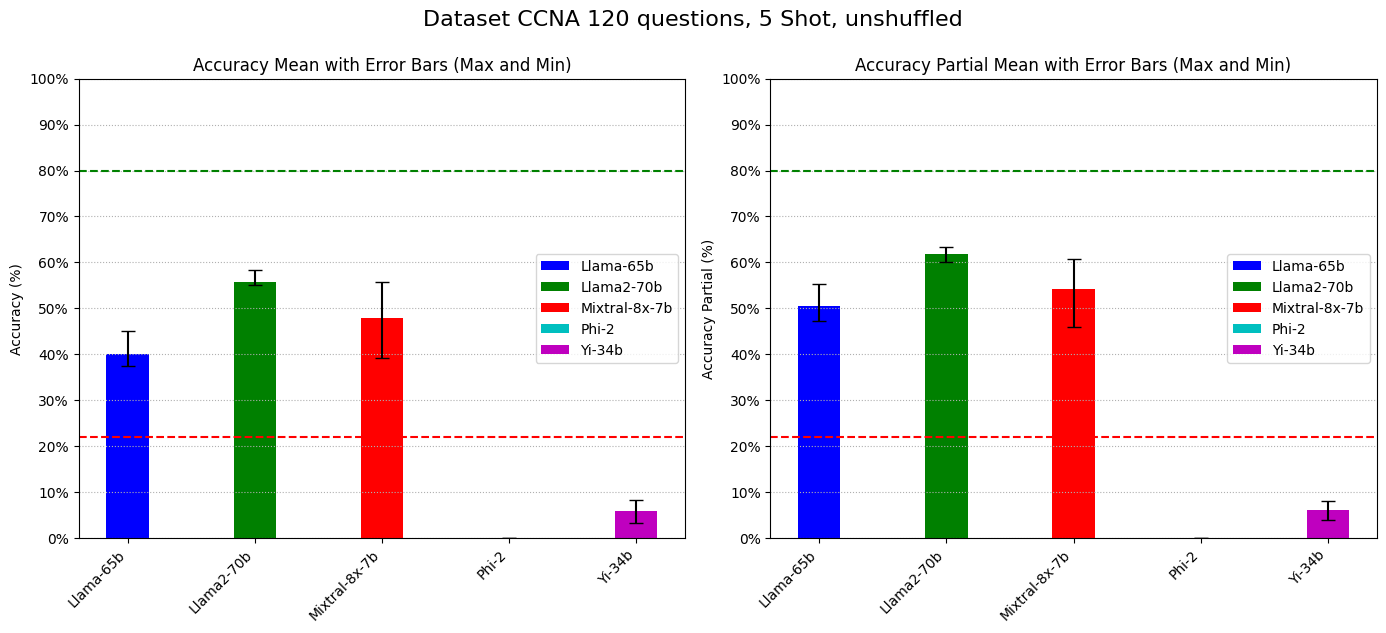 Dataset CCNA 120 questions, 5 Shot, unshuffled
Accuracy Mean with Error Bars (Max and Min)
Accuracy (%)
100%
90%
80%
70%
60%
50%
40%
30%
20%
10%
0%
Llama-65b
Llama2-70b
Mixtral-8x-7b
Phi-2
Yi-34b
Llama-65b
Llama2-70b
Mixtral-8x-7b
Phi-2
Yi-34b
Accuracy Partial Mean with Error Bars (Max and Min)
Accuracy Partial (%)
100%
90%
80%
70%
60%
50%
40%
30%
20%
10%
0%
Llama-65b
Llama2-70b
Mixtral-8x-7b
Phi-2
Yi-34b
Llama-65b
Llama2-70b
Mixtral-8x-7b
Phi-2
Yi-34b